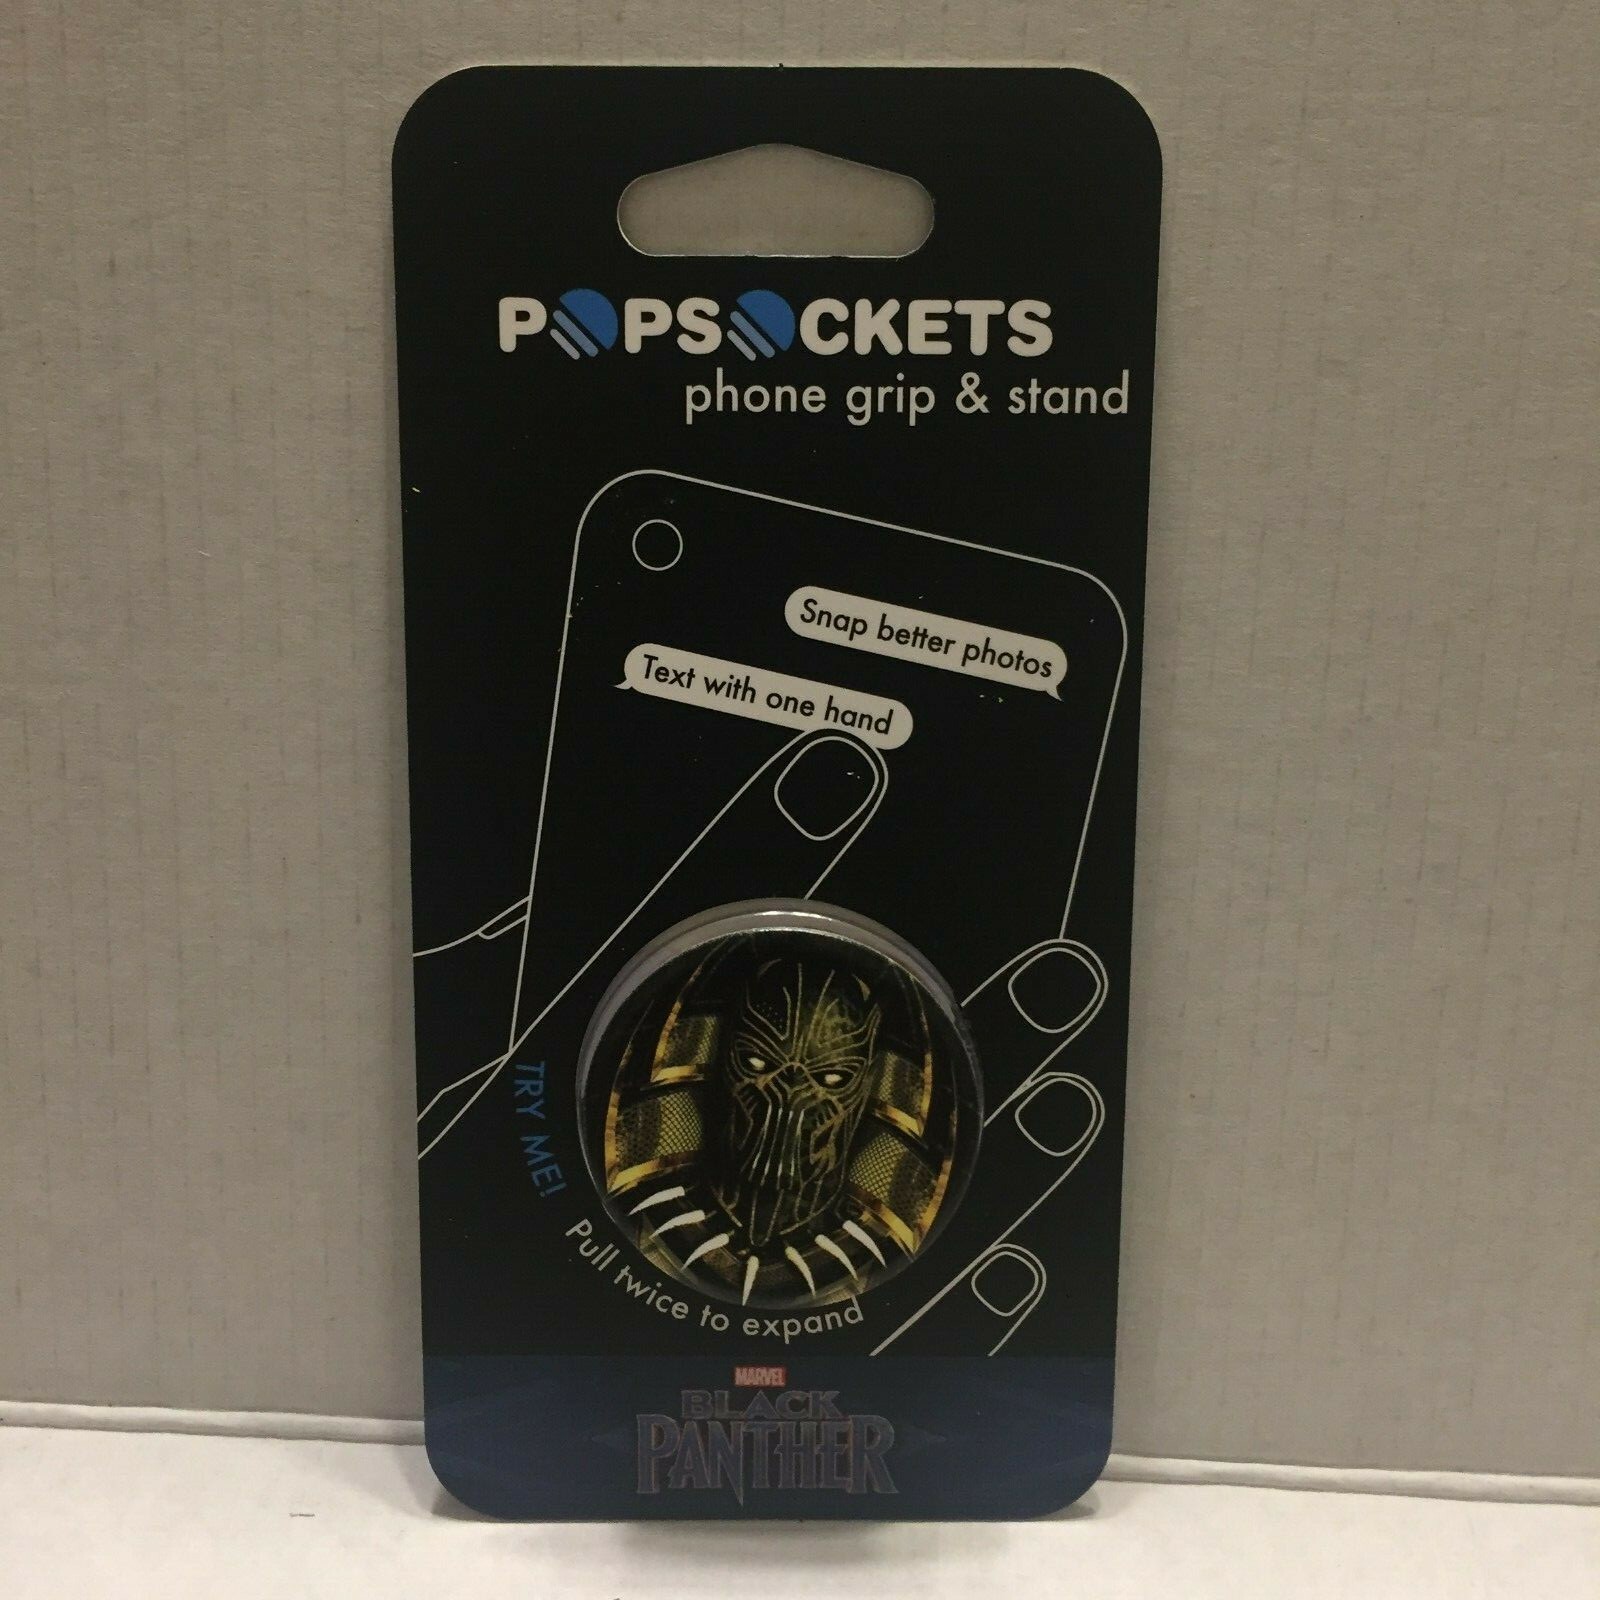 POPSOCKETS
phone grip & stand
Snap better photos
Text with one hand
TRY ME!
Pull twice to expand
MARVEL
BLACK
PANTHER